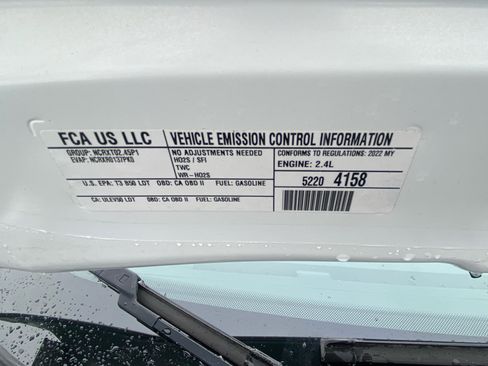 FCA US LLC
VEHICLE EMISSION CONTROL INFORMATION
GROUP: NCRXT02.45P1
EVAP: NCRXR0137PK0
NO ADJUSTMENTS NEEDED
HO2S / SFI
TWC
WR-HO2S
CONFORMS TO REGULATIONS: 2022 MY
ENGINE: 2.4L
U.S. EPA: T3 B50 LDT OBD: CA OBD II FUEL: GASOLINE
CA: ULEV50 LDT OBD: CA OBD II FUEL: GASOLINE
5220 4158